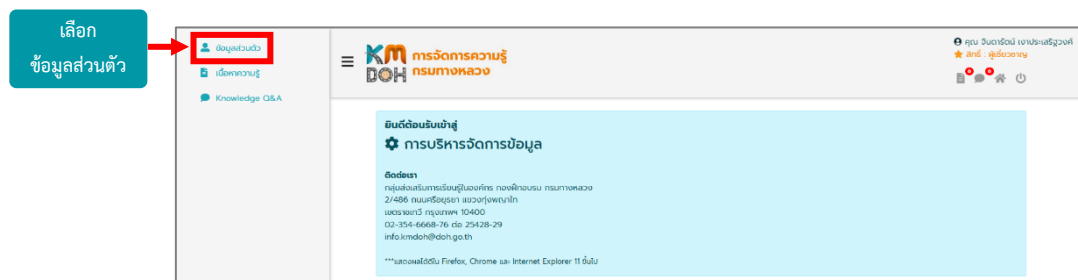 เลือก
ข้อมูลส่วนตัว
ข้อมูลส่วนตัว
เนื้อหาความรู้
Knowledge Q&A
KM
DOH
การจัดการความรู้
กรมทางหลวง
คุณ จินดารัตน์ เงาประเสริฐวงศ์
สิทธิ์ : ผู้เชี่ยวชาญ
0
0
ยินดีต้อนรับเข้าสู่
การบริหารจัดการข้อมูล
ติดต่อเรา
กลุ่มส่งเสริมการเรียนรู้ในองค์กร กองฝึกอบรม กรมทางหลวง
2/486 ถนนศรีอยุธยา แขวงทุ่งพญาไท
เขตราชเทวี กรุงเทพฯ 10400
02-354-6668-76 ต่อ 25428-29
info.kmdoh@doh.go.th
***แสดงผลได้ดีใน Firefox, Chrome และ Internet Explorer 11 ขึ้นไป